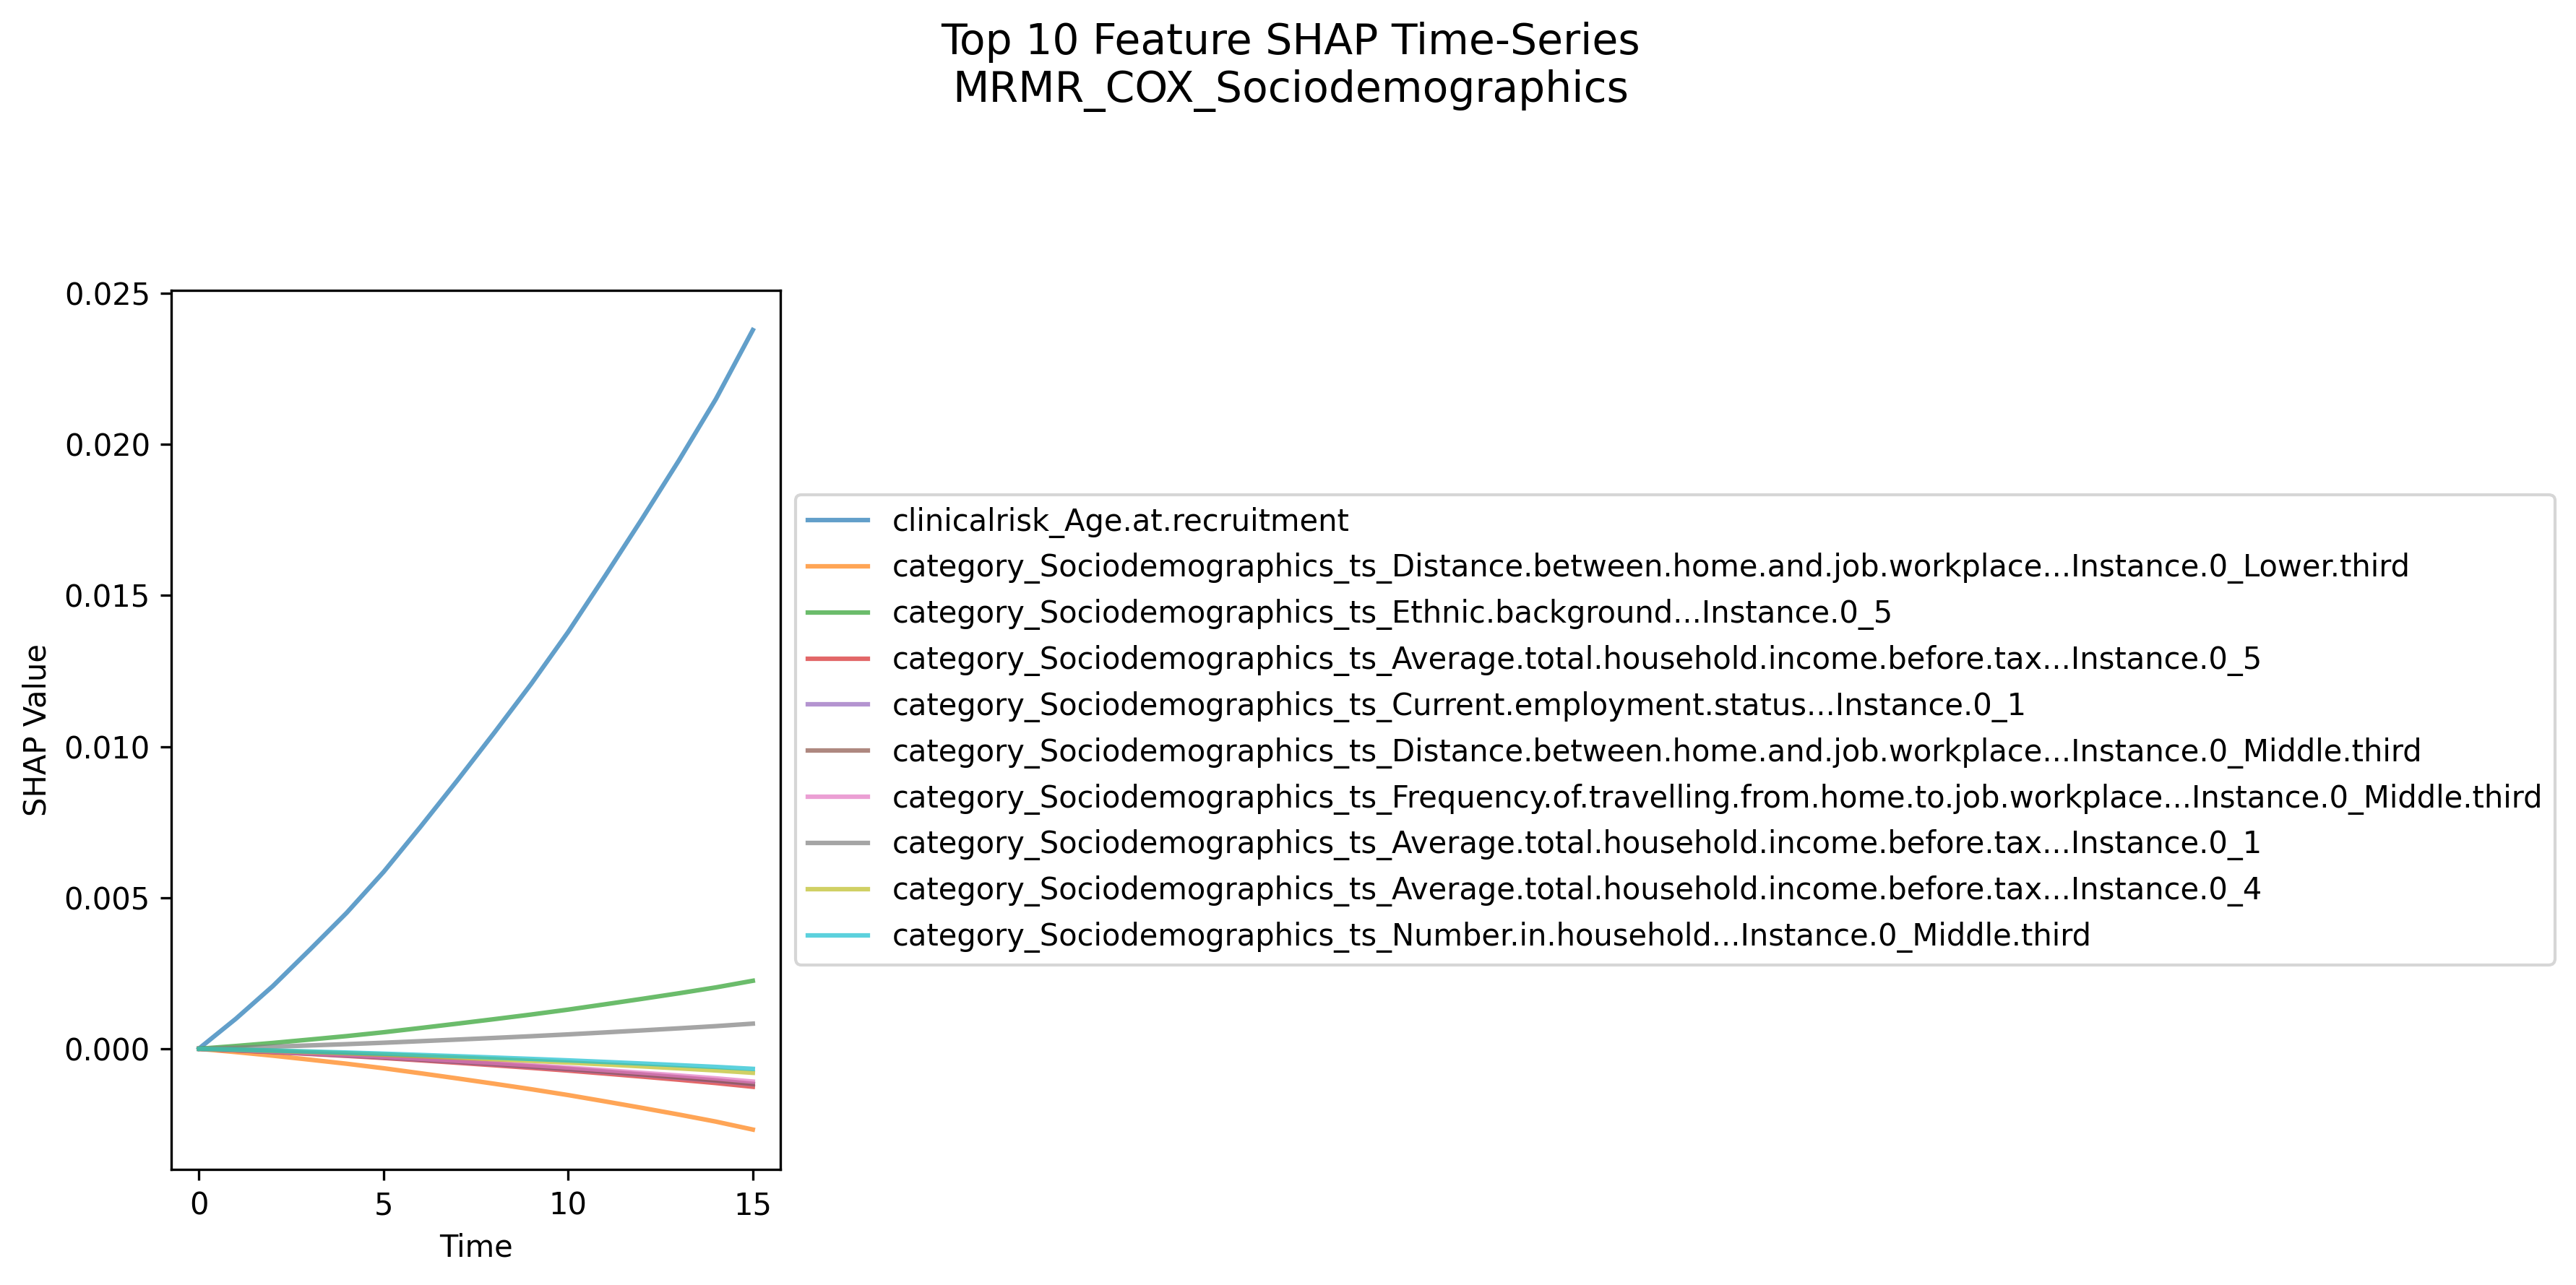 Top 10 Feature SHAP Time-Series
MRMR_COX_Sociodemographics
0.025
0.020
0.015
0.010
0.005
0.000
SHAP Value
0 5 10 15
Time
clinicalrisk_Age.at.recruitment
category_Sociodemographics_ts_Distance.between.home.and.job.workplace...Instance.0_Lower.third
category_Sociodemographics_ts_Ethnic.background...Instance.0_5
category_Sociodemographics_ts_Average.total.household.income.before.tax...Instance.0_5
category_Sociodemographics_ts_Current.employment.status...Instance.0_1
category_Sociodemographics_ts_Distance.between.home.and.job.workplace...Instance.0_Middle.third
category_Sociodemographics_ts_Frequency.of.travelling.from.home.to.job.workplace...Instance.0_Middle.third
category_Sociodemographics_ts_Average.total.household.income.before.tax...Instance.0_1
category_Sociodemographics_ts_Average.total.household.income.before.tax...Instance.0_4
category_Sociodemographics_ts_Number.in.household...Instance.0_Middle.third